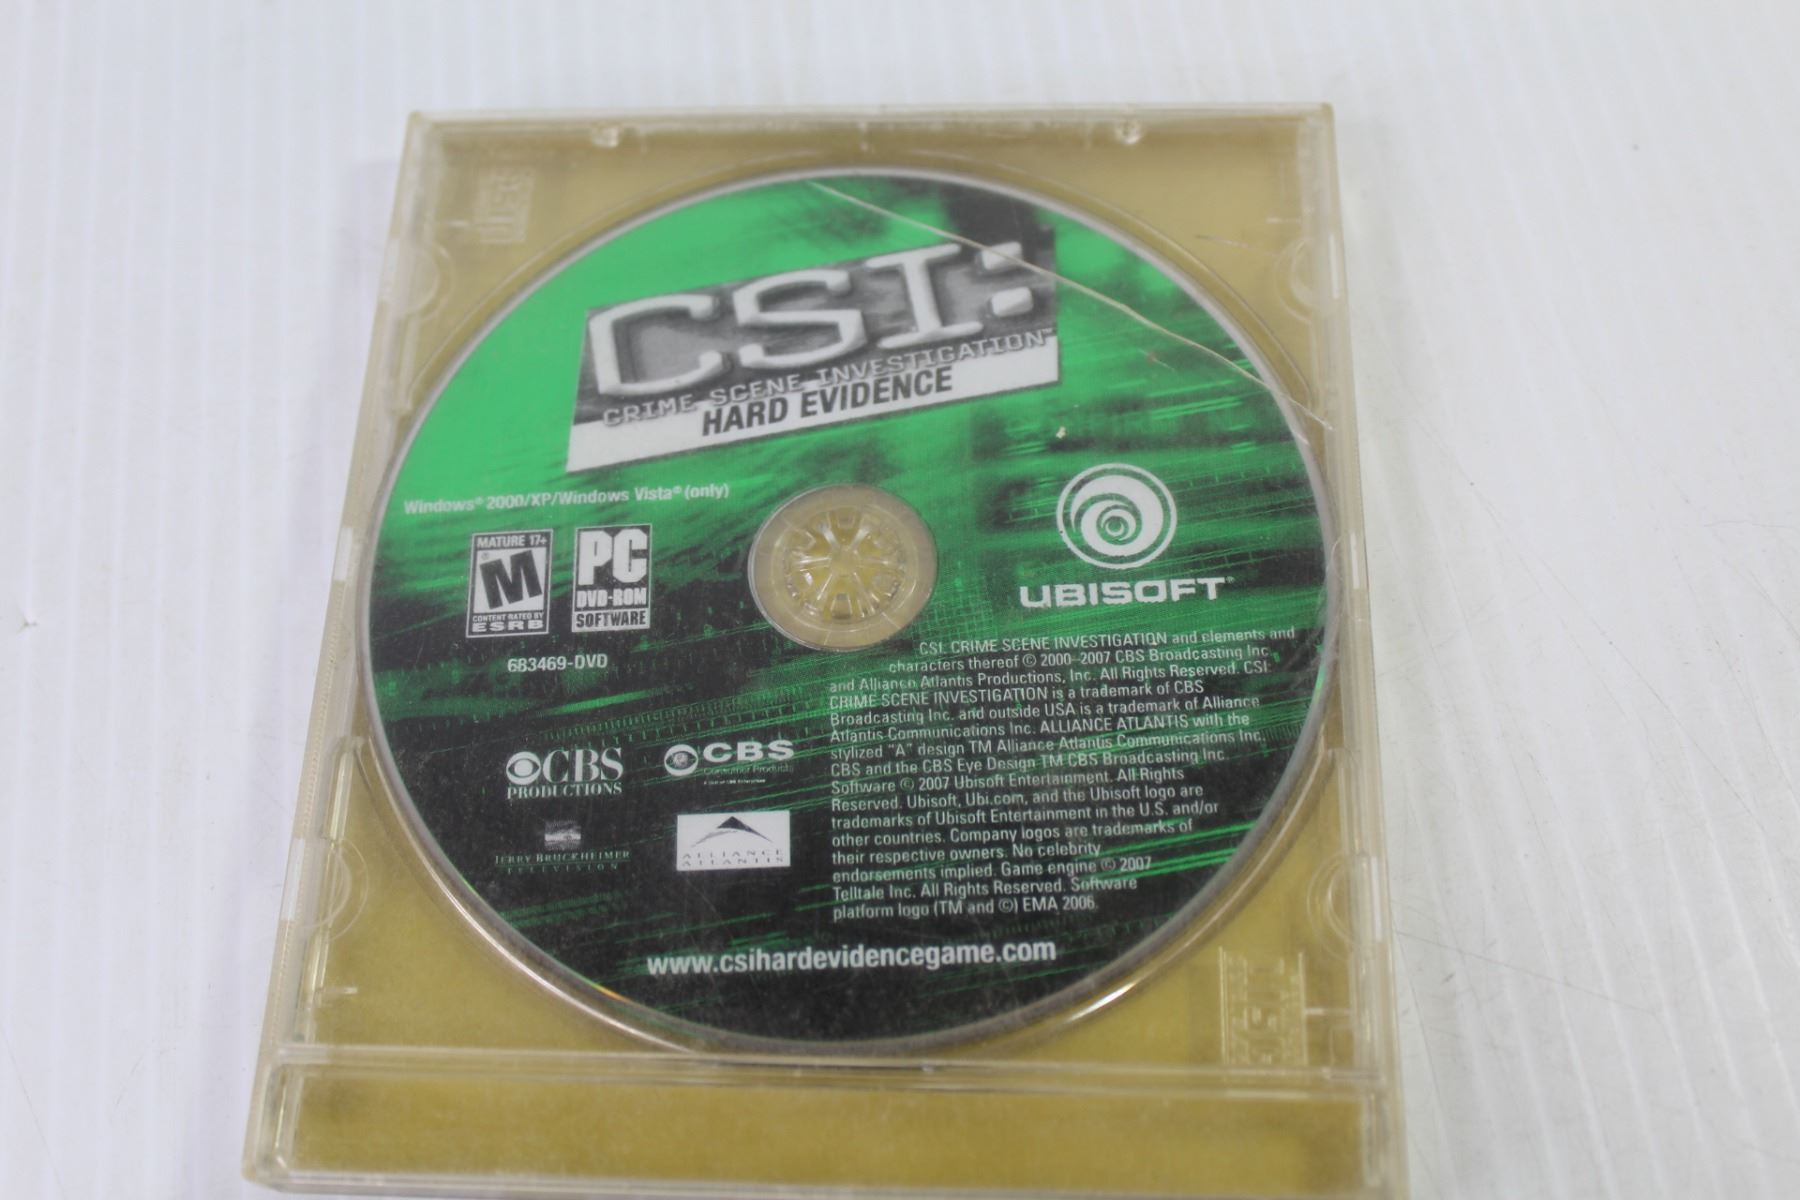 CSI:
CRIME SCENE INVESTIGATION™
HARD EVIDENCE
Windows® 2000/XP/Windows Vista® (only)
MATURE 17+
M
CONTENT RATED BY
ESRB
PC
DVD-ROM
SOFTWARE
683469-DVD
UBISOFT
CSI: CRIME SCENE INVESTIGATION and elements and
characters thereof © 2000-2007 CBS Broadcasting Inc.
and Alliance Atlantis Productions, Inc. All Rights Reserved. CSI:
CRIME SCENE INVESTIGATION is a trademark of CBS
Broadcasting Inc. and outside USA is a trademark of Alliance
Atlantis Communications Inc. ALLIANCE ATLANTIS with the
stylized "A" design TM Alliance Atlantis Communications Inc.
CBS and the CBS Eye Design TM CBS Broadcasting Inc.
Software © 2007 Ubisoft Entertainment. All Rights
Reserved. Ubisoft, Ubi.com, and the Ubisoft logo are
trademarks of Ubisoft Entertainment in the U.S. and/or
other countries. Company logos are trademarks of
their respective owners. No celebrity
endorsements implied. Game engine © 2007
Telltale Inc. All Rights Reserved. Software
platform logo (TM and ©) EMA 2006.
CBS
PRODUCTIONS
CBS
Consumer Products
JERRY BRUCKHEIMER
TELEVISION
ALLIANCE
ATLANTIS
www.csihardevidencegame.com